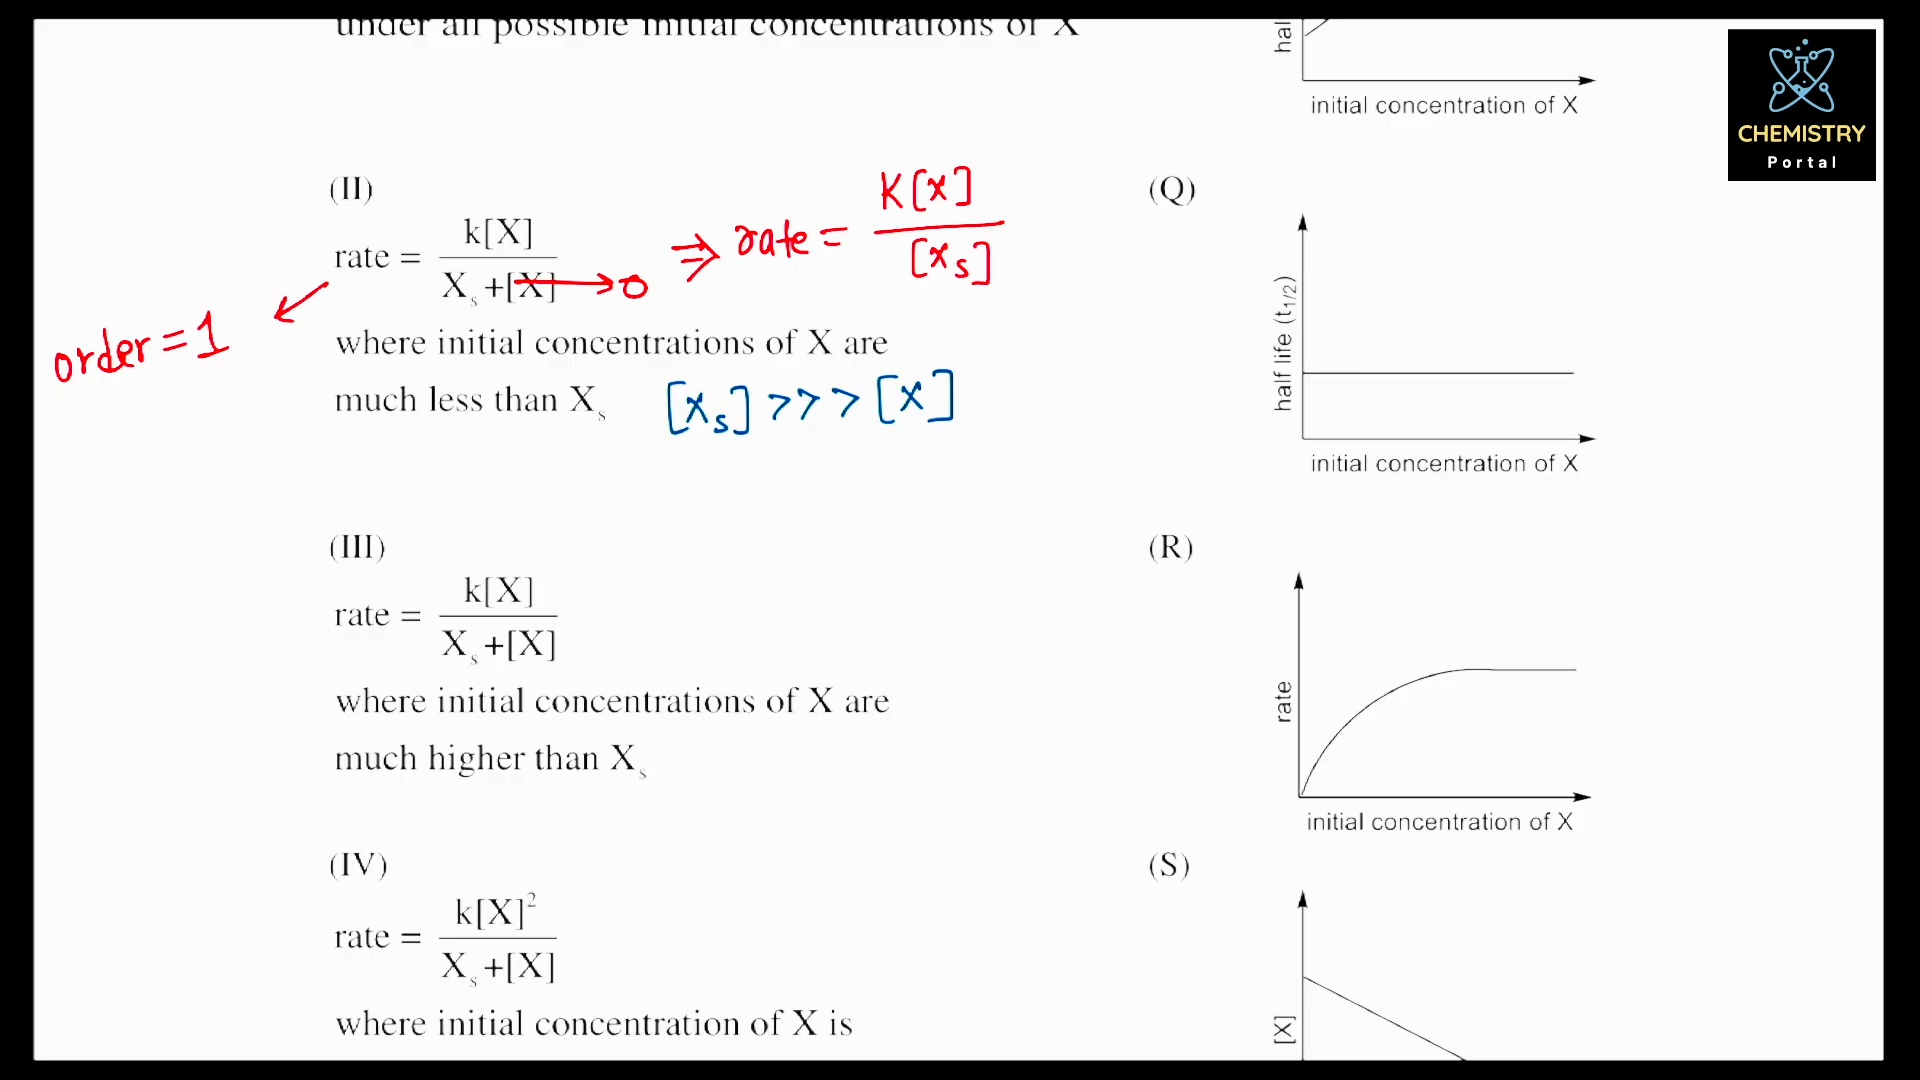 under all possible initial concentrations of X
hal
initial concentration of X
CHEMISTRY
Portal
(II)
rate = k[X] / X_s +[X] → 0 ⇒ rate = K[X] / [X_s]
order = 1
where initial concentrations of X are
much less than X_s [X_s] >>> [X]
(Q)
half life (t_1/2)
initial concentration of X
(III)
rate = k[X] / X_s +[X]
where initial concentrations of X are
much higher than X_s
(R)
rate
initial concentration of X
(IV)
rate = k[X]² / X_s +[X]
where initial concentration of X is
(S)
[X]